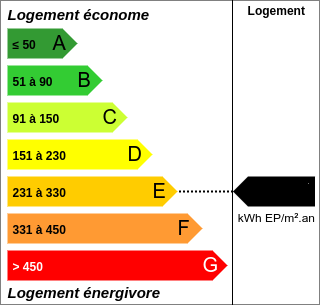 Logement économe
Logement
≤ 50 A
51 à 90 B
91 à 150 C
151 à 230 D
231 à 330 E
331 à 450 F
> 450 G
kWh EP/m².an
Logement énergivore